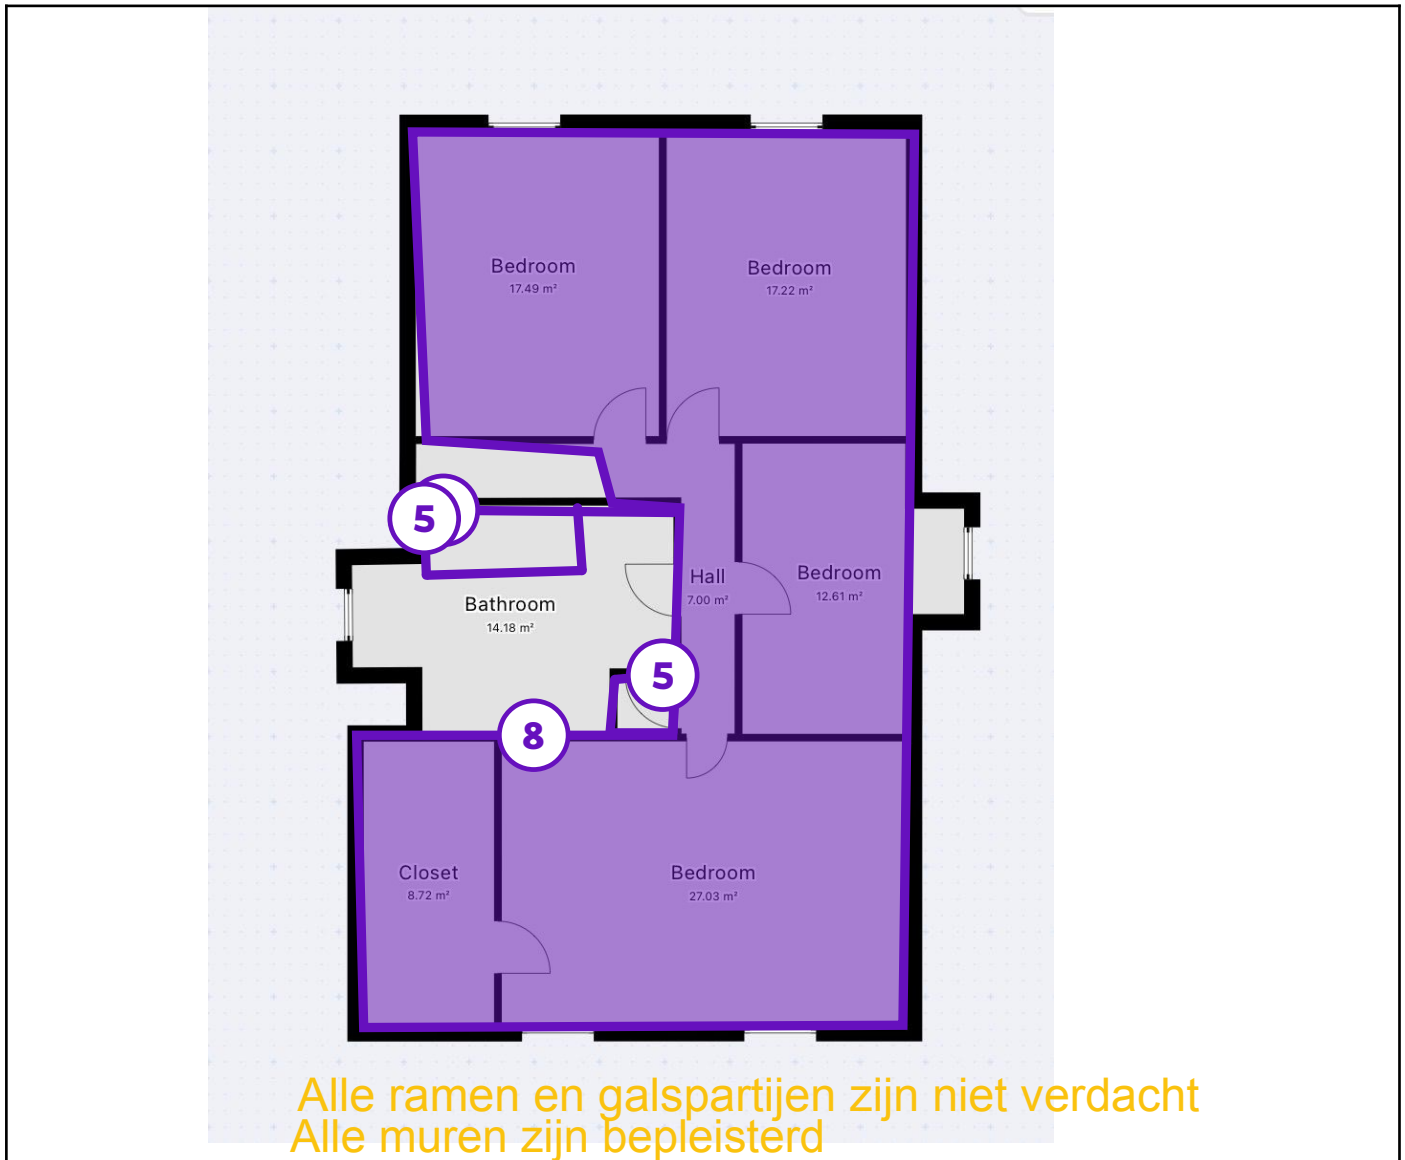 Bedroom
17.49 m²
Bedroom
17.22 m²
5
Hall
7.00 m²
Bedroom
12.61 m²
Bathroom
14.18 m²
5
8
Closet
8.72 m²
Bedroom
27.03 m²
Alle ramen en galspartijen zijn niet verdacht
Alle muren zijn bepleisterd